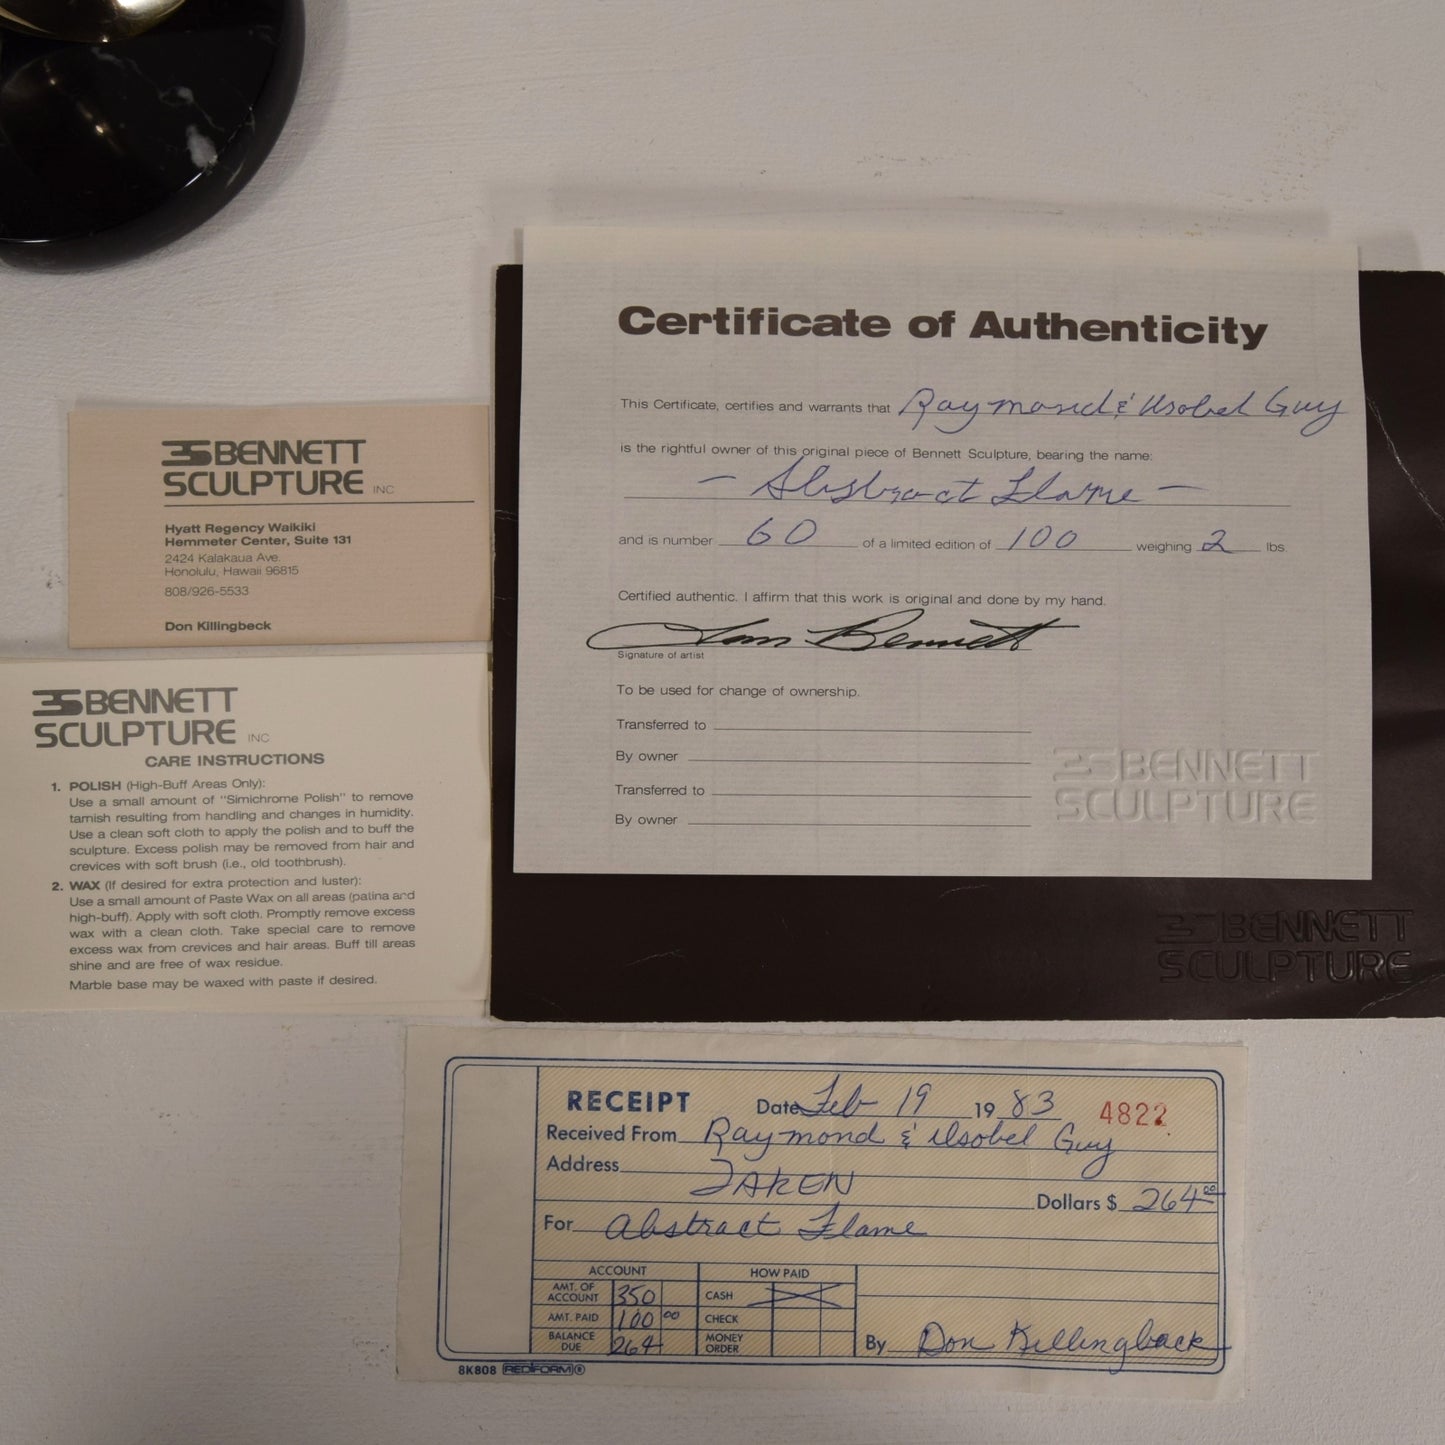 BENNETT
SCULPTURE INC
Hyatt Regency Waikiki
Hemmeter Center, Suite 131
2424 Kalakaua Ave.
Honolulu, Hawaii 96815
808/926-5533
Don Killingbeck
BENNETT
SCULPTURE INC
CARE INSTRUCTIONS
1. POLISH (High-Buff Areas Only):
Use a small amount of "Simichrome Polish" to remove
tarnish resulting from handling and changes in humidity.
Use a clean soft cloth to apply the polish and to buff the
sculpture. Excess polish may be removed from hair and
crevices with soft brush (i.e., old toothbrush).
2. WAX (If desired for extra protection and luster):
Use a small amount of Paste Wax on all areas (patina and
high-buff). Apply with soft cloth. Promptly remove excess
wax with a clean cloth. Take special care to remove
excess wax from crevices and hair areas. Buff till areas
shine and are free of wax residue.
Marble base may be waxed with paste if desired.
Certificate of Authenticity
This Certificate, certifies and warrants that Raymond & Isobel Guy
is the rightful owner of this original piece of Bennett Sculpture, bearing the name:
- Abstract Flame -
and is number 60 of a limited edition of 100 weighing 2 lbs
Certified authentic. I affirm that this work is original and done by my hand.
Tom Bennett
Signature of artist
To be used for change of ownership.
Transferred to
By owner
Transferred to
By owner
BENNETT
SCULPTURE
BENNETT
SCULPTURE
RECEIPT Date Feb 19 19 83 4822
Received From Raymond & Isobel Guy
Address TAKEN
Dollars $ 264.00
For Abstract Flame
ACCOUNT HOW PAID
AMT. OF ACCOUNT 350 CASH
AMT. PAID 100 00 CHECK
BALANCE DUE 264 MONEY ORDER
By Don Killingback
8K808 REDIFORM ®